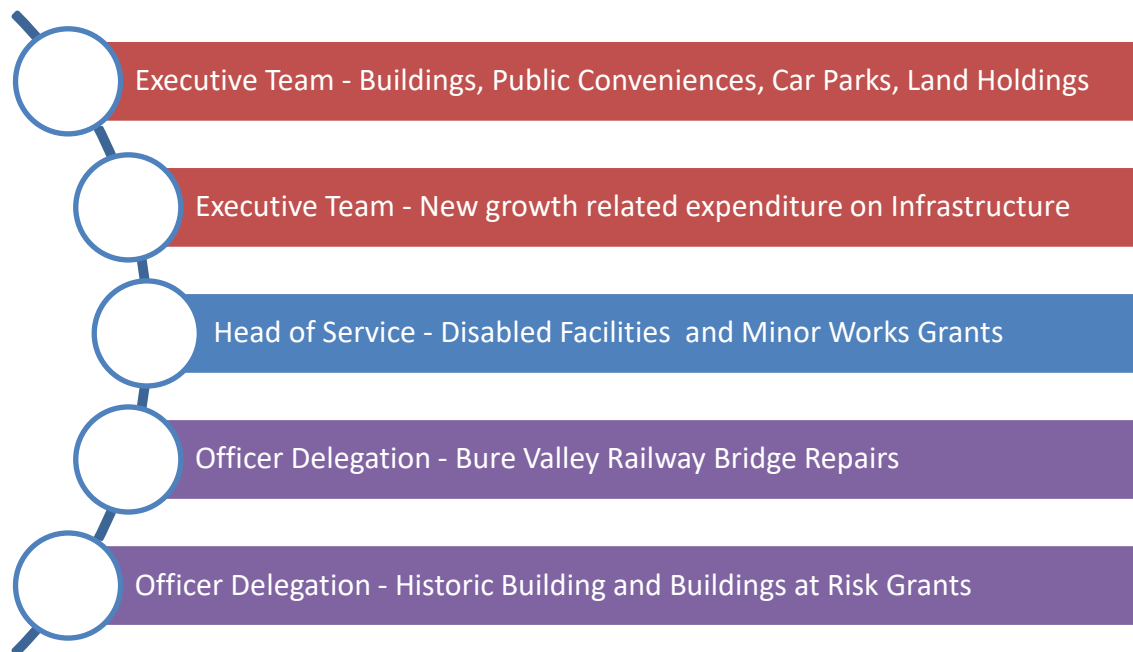 Executive Team - Buildings, Public Conveniences, Car Parks, Land Holdings
Executive Team - New growth related expenditure on Infrastructure
Head of Service - Disabled Facilities  and Minor Works Grants
Officer Delegation - Bure Valley Railway Bridge Repairs
Officer Delegation - Historic Building and Buildings at Risk Grants